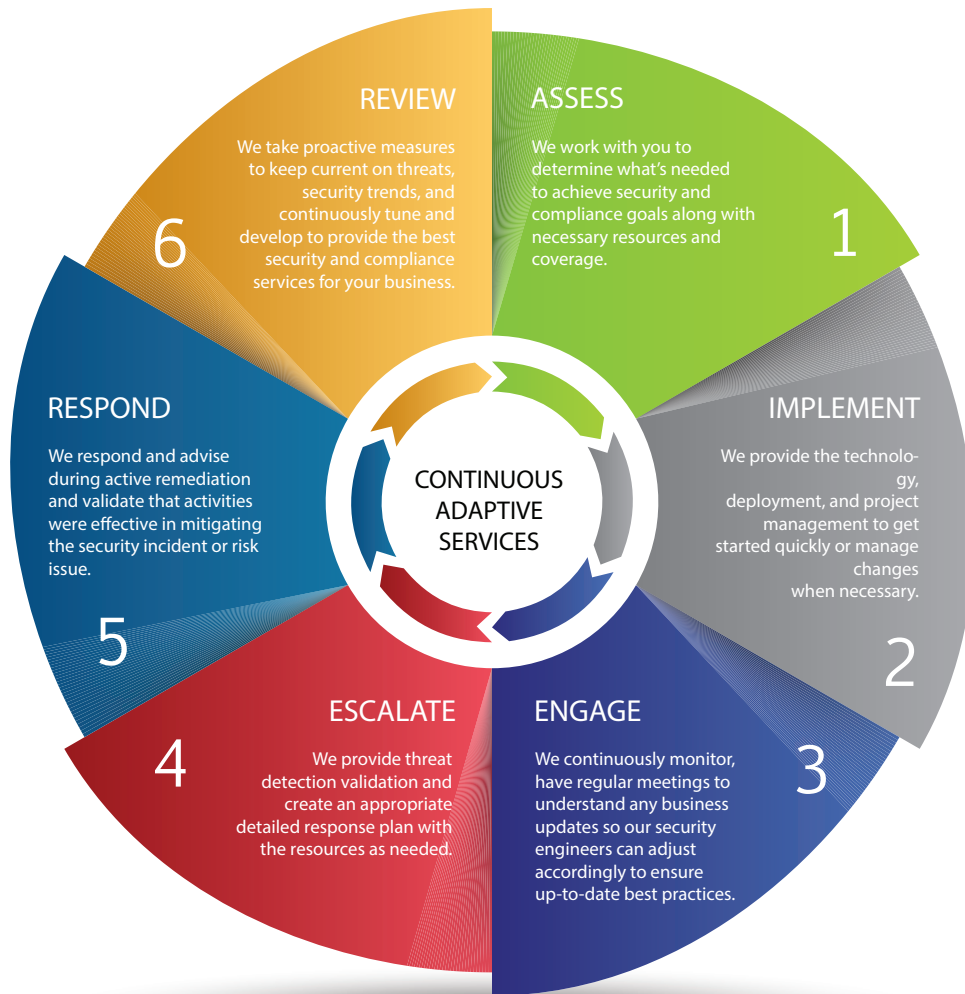 ASSESS
We work with you to
determine what's needed
to achieve security and
compliance goals along with
necessary resources and
coverage.
1
IMPLEMENT
We provide the technolo-
gy,
deployment, and project
management to get
started quickly or manage
changes
when necessary.
2
ENGAGE
We continuously monitor,
have regular meetings to
understand any business
updates so our security
engineers can adjust
accordingly to ensure
up-to-date best practices.
3
ESCALATE
We provide threat
detection validation and
create an appropriate
detailed response plan with
the resources as needed.
4
RESPOND
We respond and advise
during active remediation
and validate that activities
were effective in mitigating
the security incident or risk
issue.
5
REVIEW
We take proactive measures
to keep current on threats,
security trends, and
continuously tune and
develop to provide the best
security and compliance
services for your business.
6
CONTINUOUS
ADAPTIVE
SERVICES